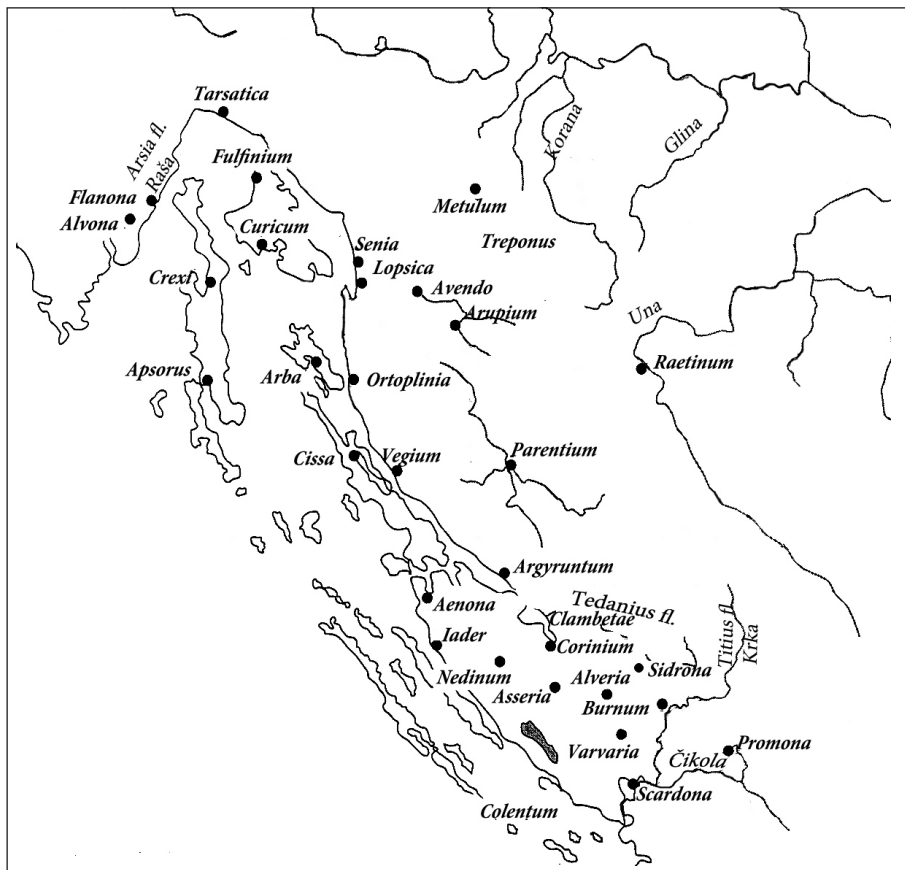 Tarsatica
Arsia fl.
Raša
Korana
Glina
Fulfinium
Flanona
Alvona
Metulum
Curicum
Treponus
Senia
Lopsica
Crexi
Avendo
Arupium
Una
Raetinum
Apsorus
Arba
Ortoplinia
Cissa
Vegium
Parentium
Argyruntum
Aenona
Tedanius fl.
Clambetae
Titius fl.
Krka
Iader
Corinium
Nedinum
Alveria
Sidrona
Asseria
Burnum
Varvaria
Čikola
Promona
Scardona
Colentum